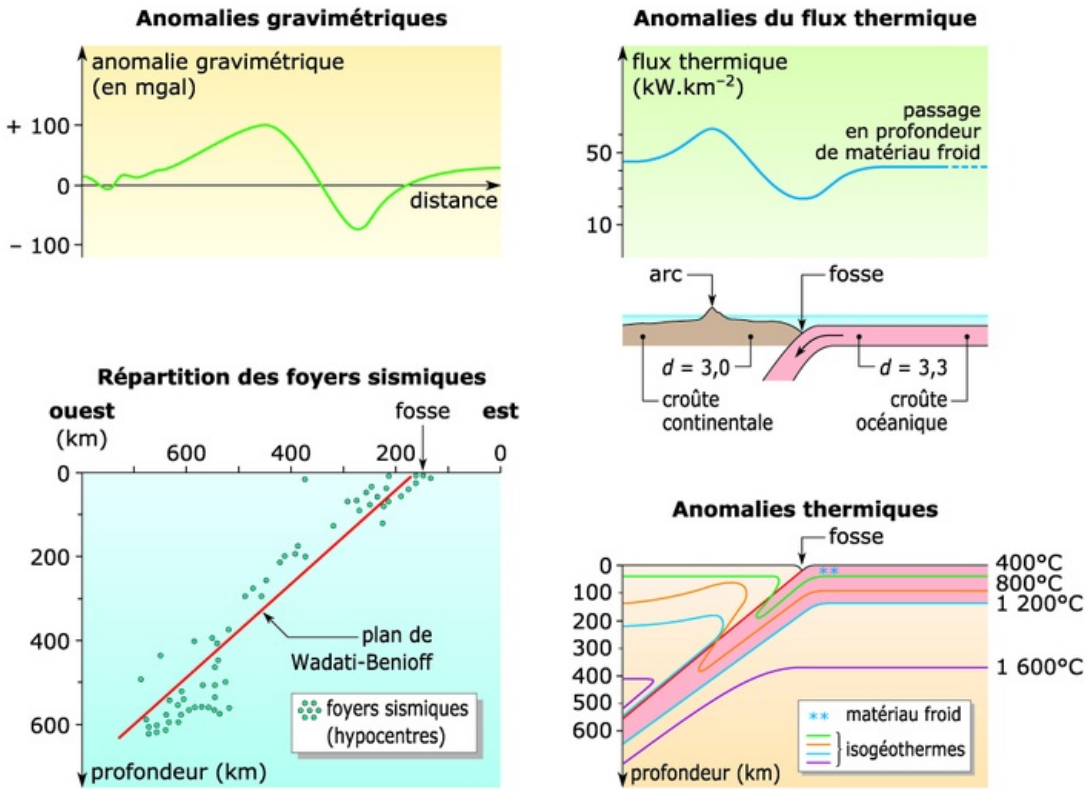 Anomalies gravimétriques
anomalie gravimétrique
(en mgal)
+ 100
0
– 100
distance
Anomalies du flux thermique
flux thermique
(kW.km⁻²)
50
10
passage
en profondeur
de matériau froid
arc
fosse
d = 3,0
d = 3,3
croûte
continentale
croûte
océanique
Répartition des foyers sismiques
ouest
fosse
est
(km)
600
400
200
0
0
200
400
600
plan de
Wadati-Benioff
foyers sismiques
(hypocentres)
profondeur (km)
Anomalies thermiques
fosse
0
100
200
300
400
500
600
400°C
800°C
1 200°C
1 600°C
** matériau froid
isogéothermes
profondeur (km)